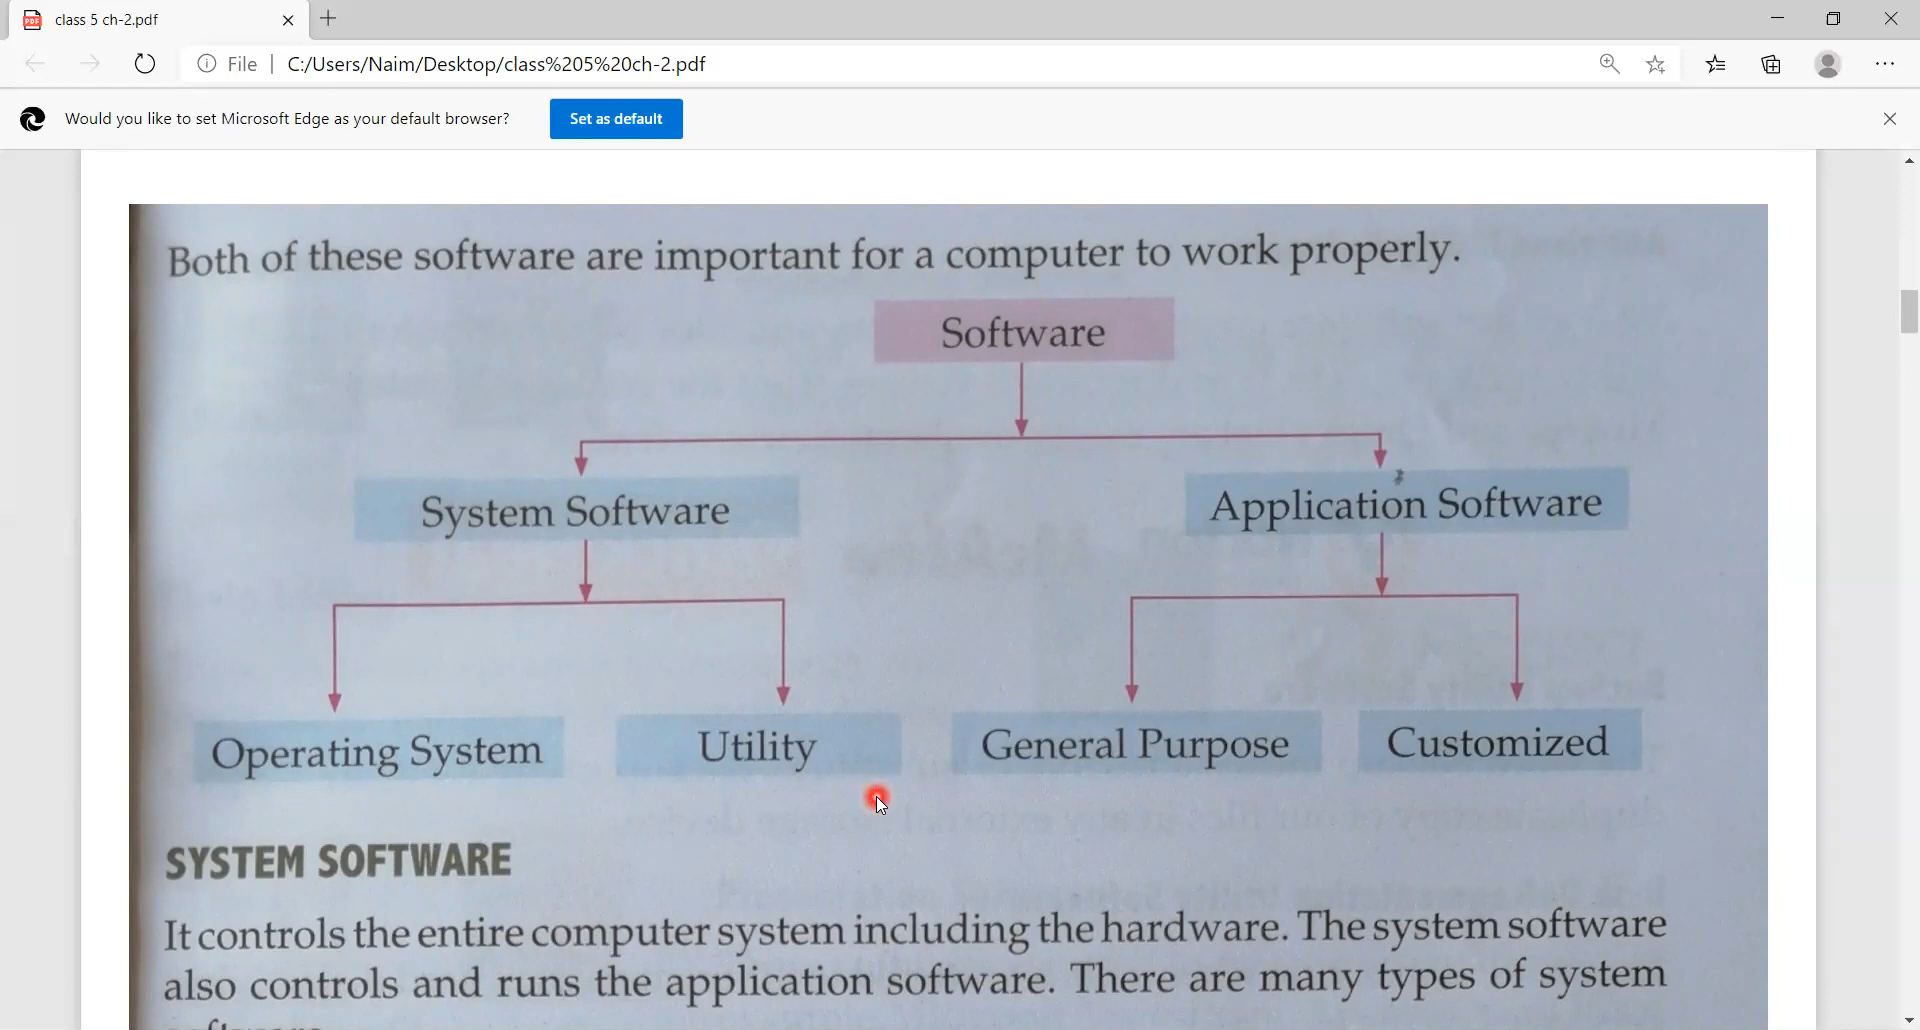 class 5 ch-2.pdf
File | C:/Users/Naim/Desktop/class%205%20ch-2.pdf
Would you like to set Microsoft Edge as your default browser? Set as default
Both of these software are important for a computer to work properly.
Software
System Software Application Software
Operating System Utility General Purpose Customized
SYSTEM SOFTWARE
It controls the entire computer system including the hardware. The system software
also controls and runs the application software. There are many types of system